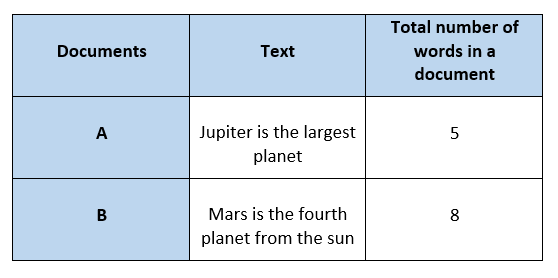 Documents
Text
Total number of
words in a
document
A
Jupiter is the largest
planet
5
B
Mars is the fourth
planet from the sun
8